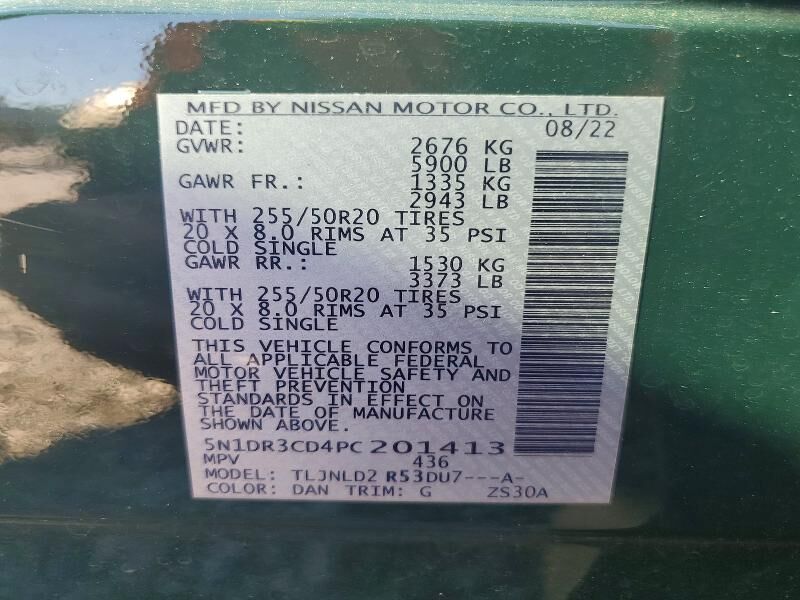 MFD BY NISSAN MOTOR CO., LTD.
DATE: 08/22
GVWR: 2676 KG
5900 LB
GAWR FR.: 1335 KG
2943 LB
WITH 255/50R20 TIRES
20 X 8.0 RIMS AT 35 PSI
COLD SINGLE
GAWR RR.: 1530 KG
3373 LB
WITH 255/50R20 TIRES
20 X 8.0 RIMS AT 35 PSI
COLD SINGLE
THIS VEHICLE CONFORMS TO
ALL APPLICABLE FEDERAL
MOTOR VEHICLE SAFETY AND
THEFT PREVENTION
STANDARDS IN EFFECT ON
THE DATE OF MANUFACTURE
SHOWN ABOVE.
5N1DR3CD4PC201413
MPV 436
MODEL: TLJNLD2 R53DU7---A-
COLOR: DAN TRIM: G ZS30A